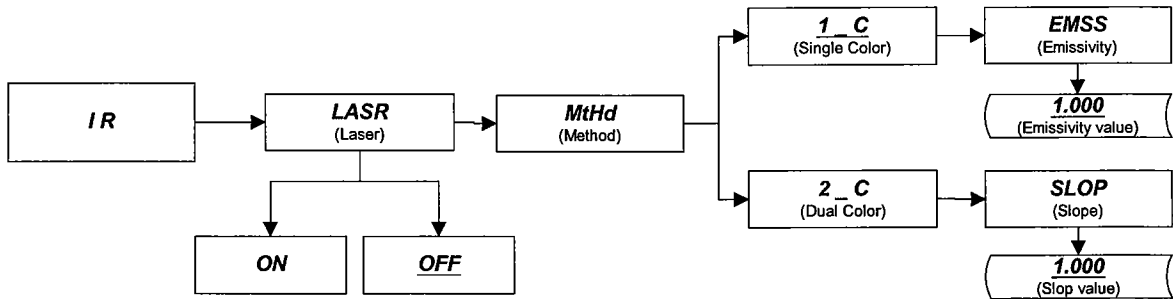 I R
LASR
(Laser)
ON
OFF
MtHd
(Method)
1 _ C
(Single Color)
EMSS
(Emissivity)
1.000
(Emissivity value)
2 _ C
(Dual Color)
SLOP
(Slope)
1.000
(Slop value)